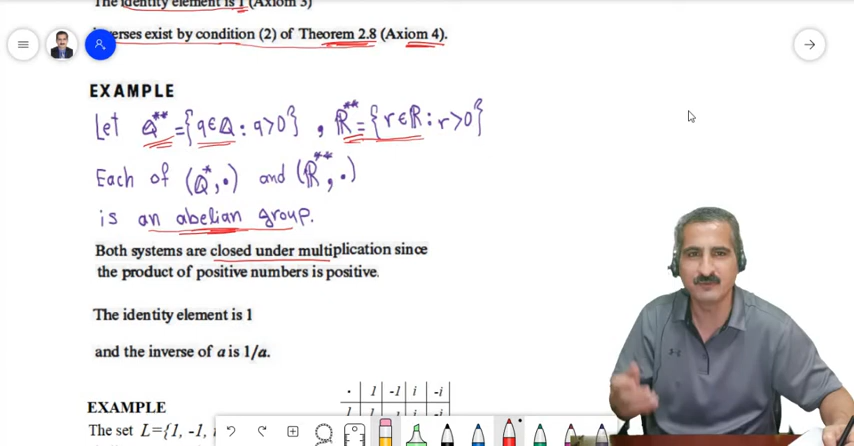 The identity element is 1 (Axiom 3)
inverses exist by condition (2) of Theorem 2.8 (Axiom 4).
EXAMPLE
Let ℚ** = {q∈ℚ : q>0} , ℝ** = {r∈ℝ : r>0}
Each of (ℚ*, •) and (ℝ**, •)
is an abelian group.
Both systems are closed under multiplication since
the product of positive numbers is positive.
The identity element is 1
and the inverse of a is 1/a.
• 1 -1 i -i
EXAMPLE
The set L={1, -1,